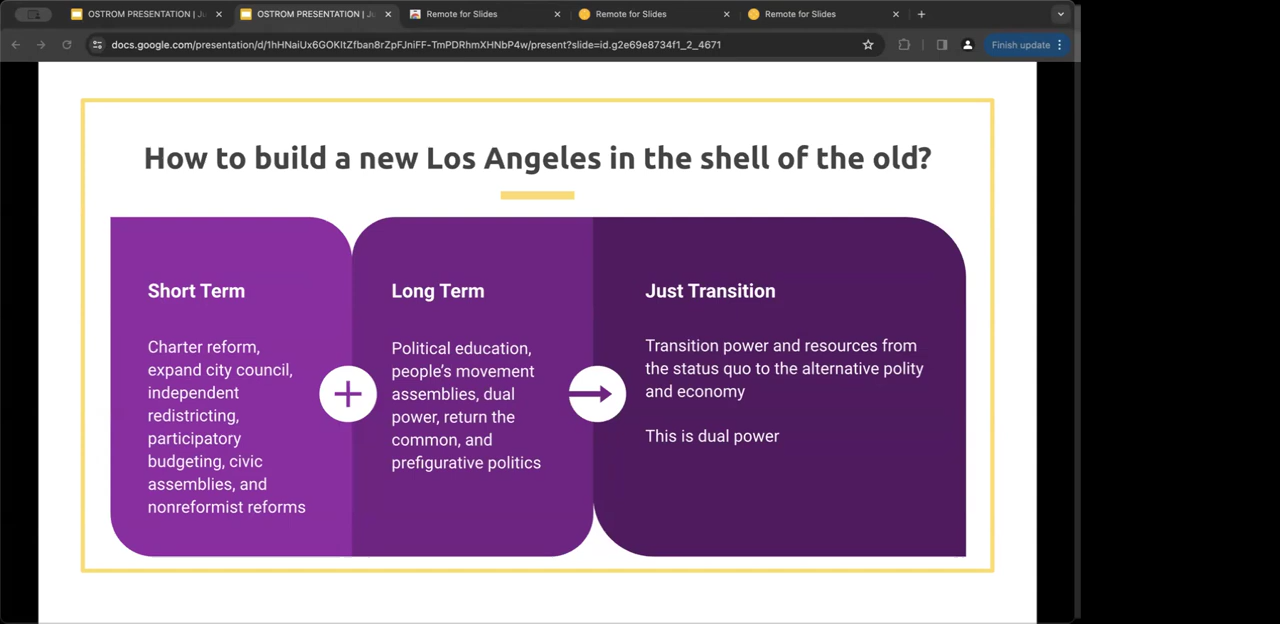 OSTROM PRESENTATION | Ju
OSTROM PRESENTATION | Ju
Remote for Slides
Remote for Slides
Remote for Slides
docs.google.com/presentation/d/1hHNaiUx6GOKItZfban8rZpFJniFF-TmPDRhmXHNbP4w/present?slide=id.g2e69e8734f1_2_4671
Finish update
How to build a new Los Angeles in the shell of the old?
Short Term
Charter reform,
expand city council,
independent
redistricting,
participatory
budgeting, civic
assemblies, and
nonreformist reforms
Long Term
Political education,
people's movement
assemblies, dual
power, return the
common, and
prefigurative politics
Just Transition
Transition power and resources from
the status quo to the alternative polity
and economy
This is dual power